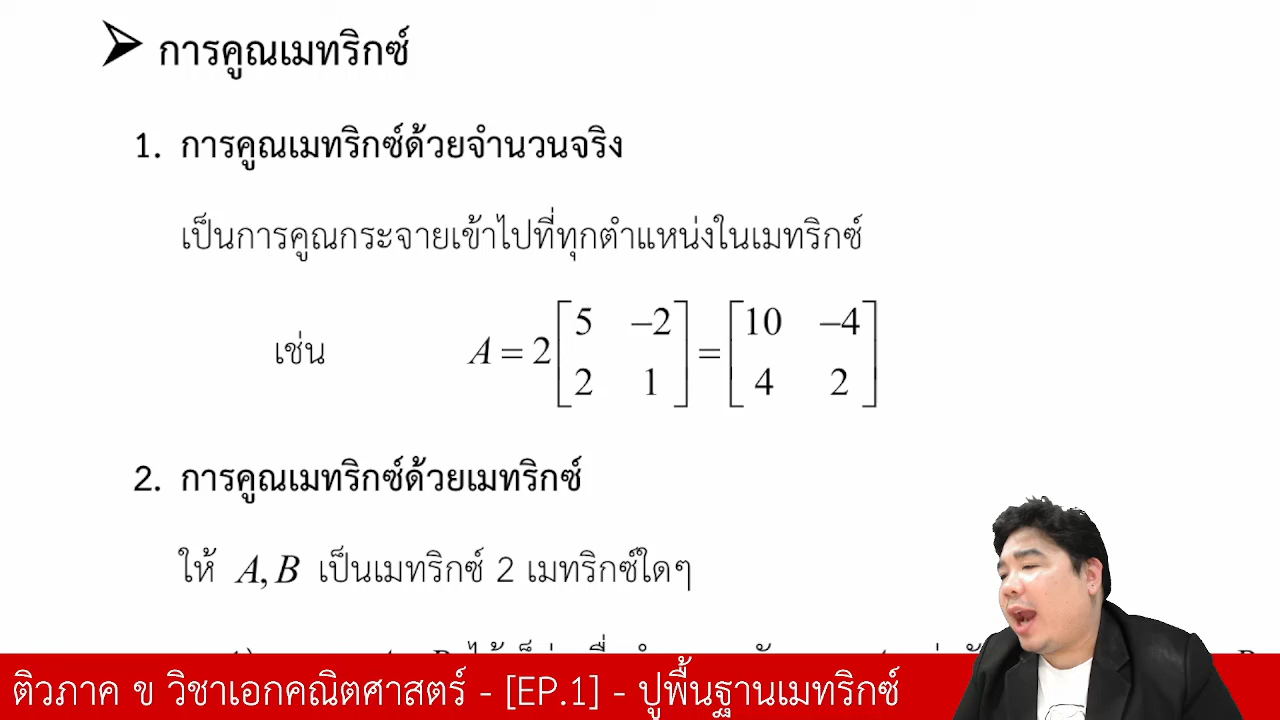 ➢ การคูณเมทริกซ์
1. การคูณเมทริกซ์ด้วยจำนวนจริง
เป็นการคูณกระจายเข้าไปที่ทุกตำแหน่งในเมทริกซ์
เช่น A = 2 [5 −2; 2 1] = [10 −4; 4 2]
2. การคูณเมทริกซ์ด้วยเมทริกซ์
ให้ A, B เป็นเมทริกซ์ 2 เมทริกซ์ใดๆ
ติวภาค ข วิชาเอกคณิตศาสตร์ - [EP.1] - ปูพื้นฐานเมทริกซ์